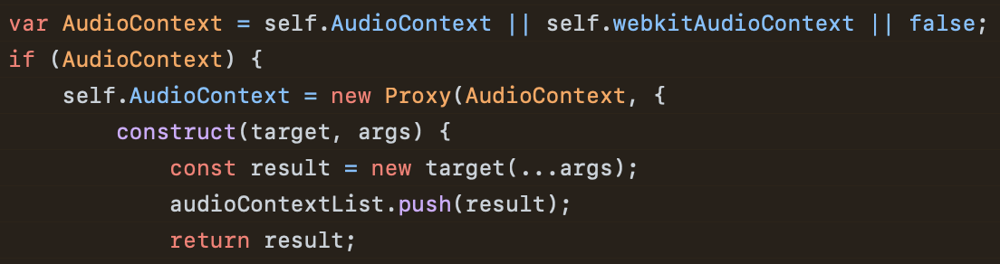 var AudioContext = self.AudioContext || self.webkitAudioContext || false;
if (AudioContext) {
    self.AudioContext = new Proxy(AudioContext, {
        construct(target, args) {
            const result = new target(...args);
            audioContextList.push(result);
            return result;